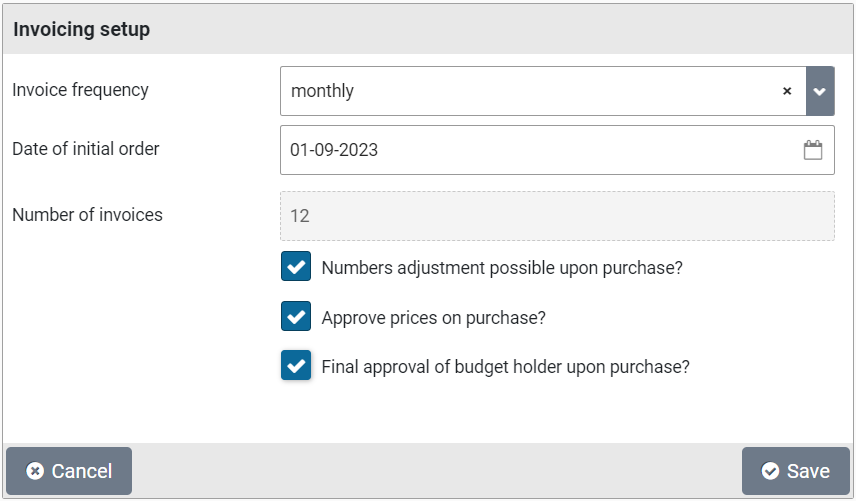 Invoicing setup
Invoice frequency
monthly
Date of initial order
01-09-2023
Number of invoices
12
Numbers adjustment possible upon purchase?
Approve prices on purchase?
Final approval of budget holder upon purchase?
Cancel
Save